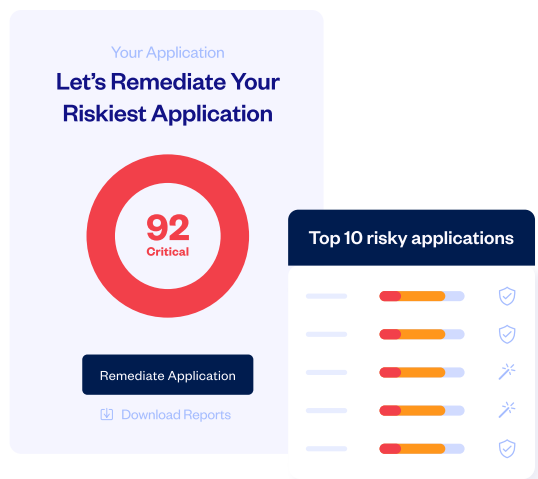 Your Application
Let’s Remediate Your
Riskiest Application
92
Critical
Remediate Application
Download Reports
Top 10 risky applications